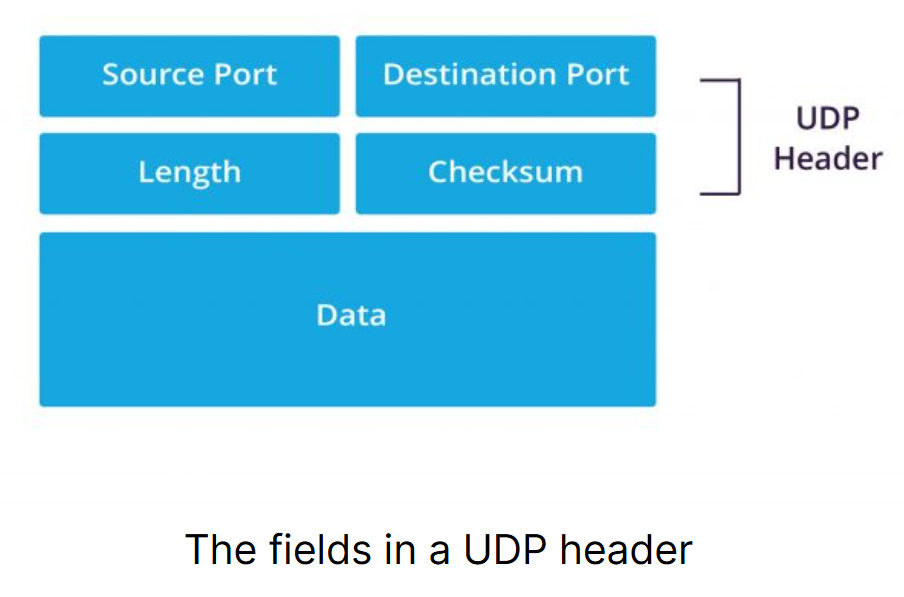 Source Port
Destination Port
UDP
Header
Length
Checksum
Data
The fields in a UDP header